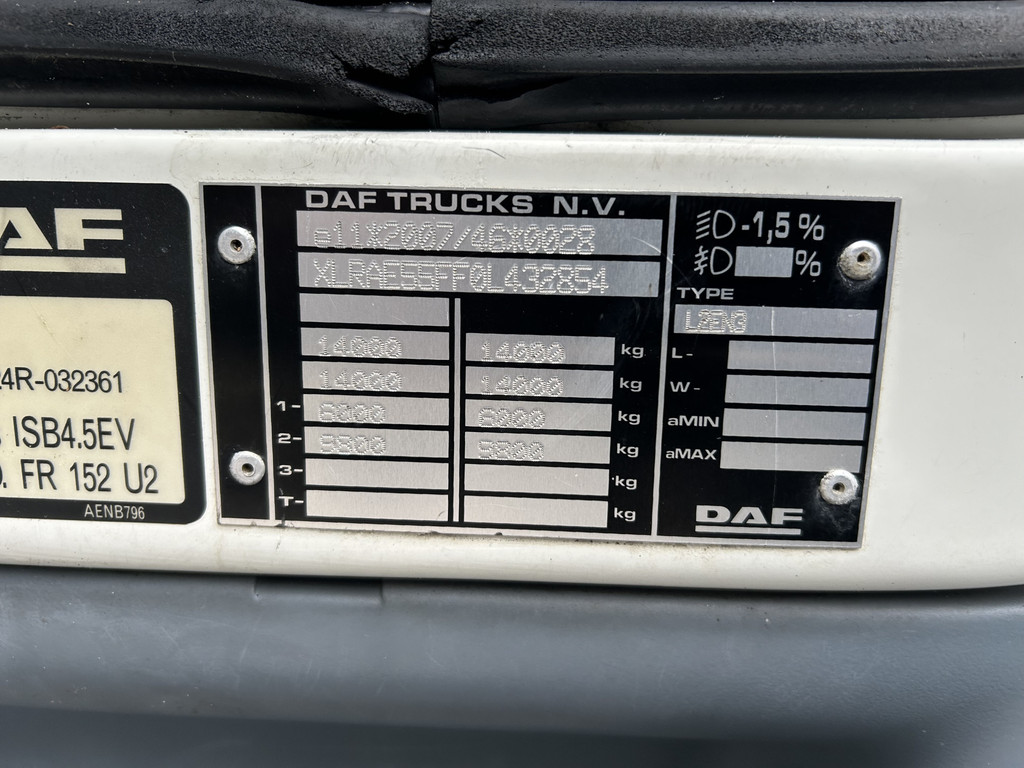 DAF
24R-032361
ISB4.5EV
FR 152 U2
AENB796
DAF TRUCKS N.V.
e11*2007/46*0028
XLRAE55FF0L432854
14000 14000 kg
14000 14000 kg
1- 6000 6000 kg
2- 9800 9800 kg
3- kg
T- kg
-1,5 %
%
TYPE
L2EN3
L-
W-
aMIN
aMAX
DAF